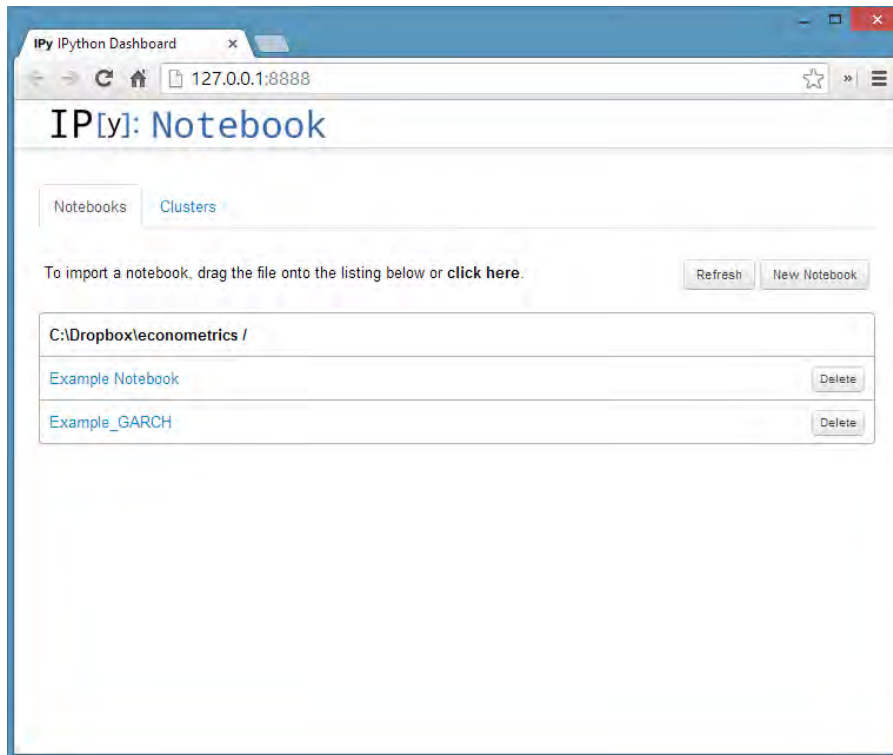 IPy IPython Dashboard
127.0.0.1:8888
IP[y]: Notebook
Notebooks Clusters
To import a notebook, drag the file onto the listing below or click here. Refresh New Notebook
C:\Dropbox\econometrics /
Example Notebook Delete
Example_GARCH Delete